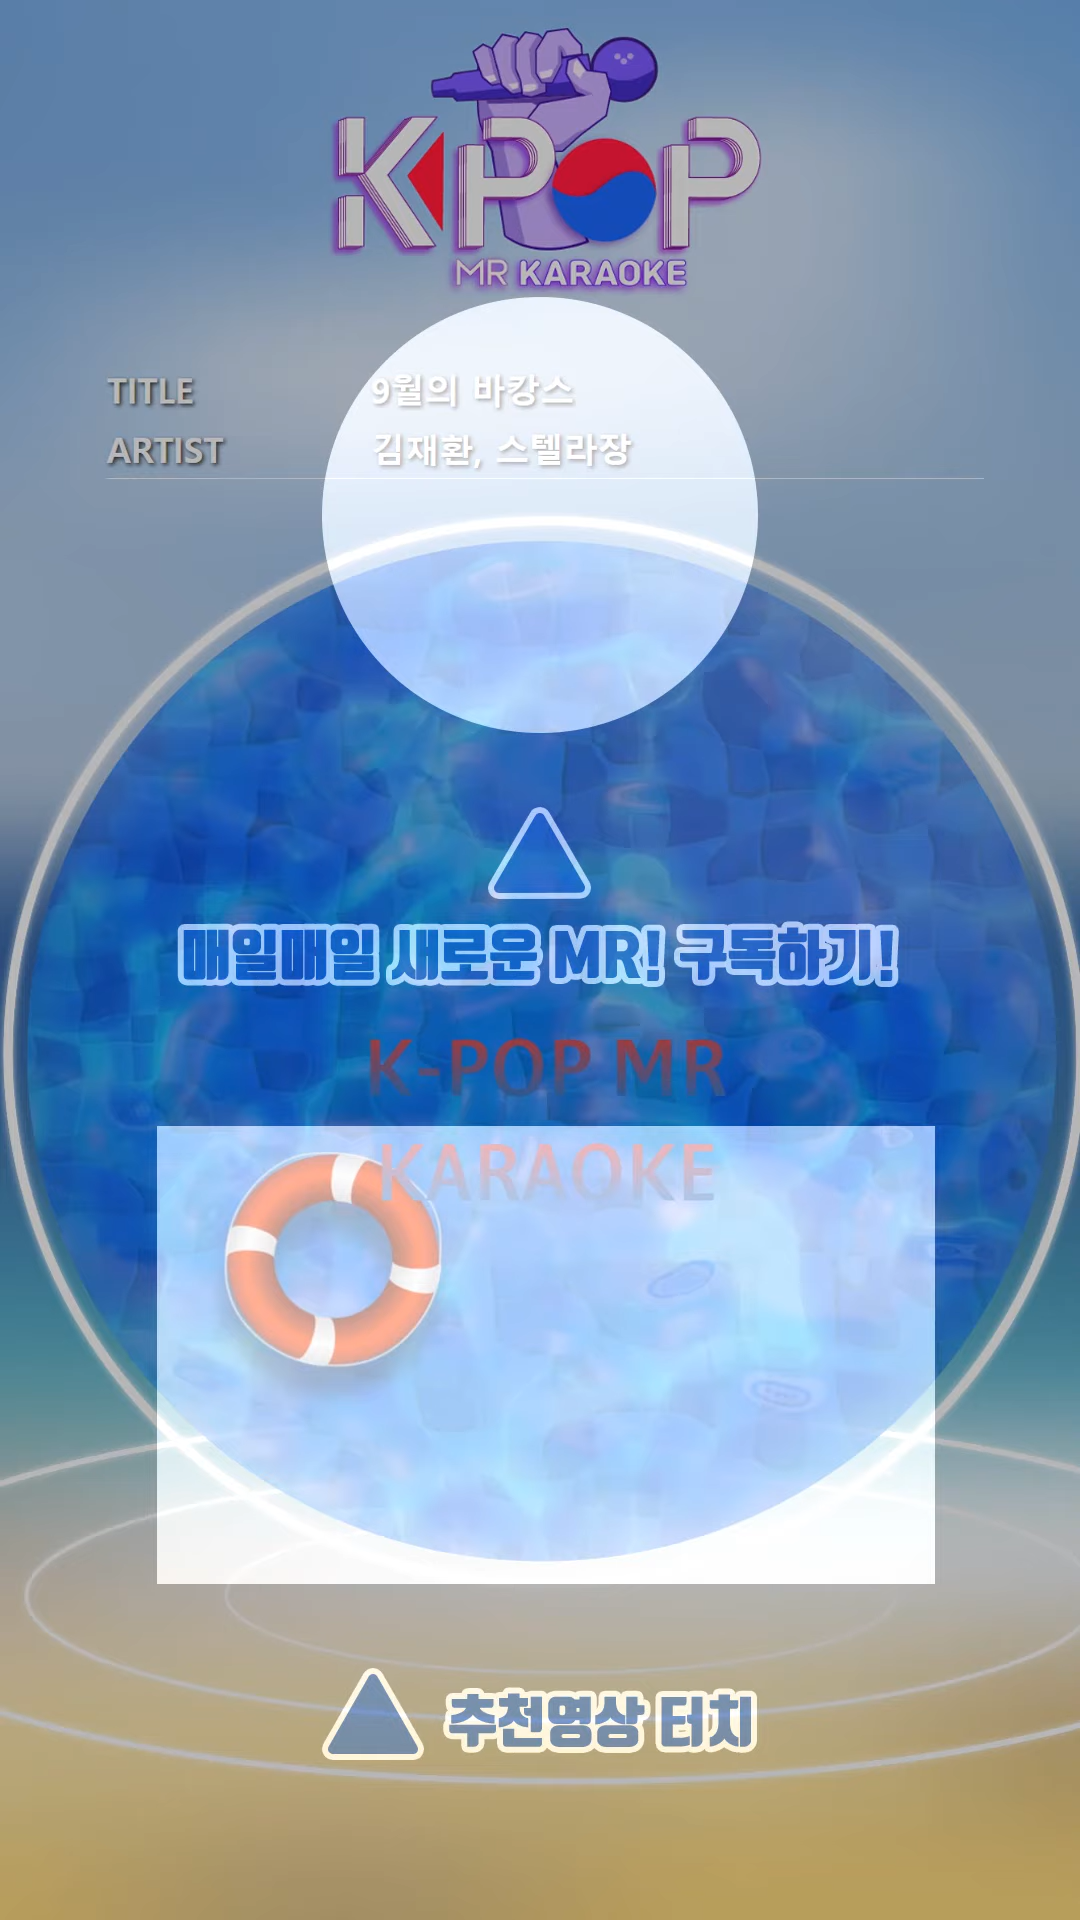 KPOP
MR KARAOKE
TITLE 9월의 바캉스
ARTIST 김재환, 스텔라장
매일매일 새로운 MR! 구독하기!
K-POP MR
KARAOKE
추천영상 터치